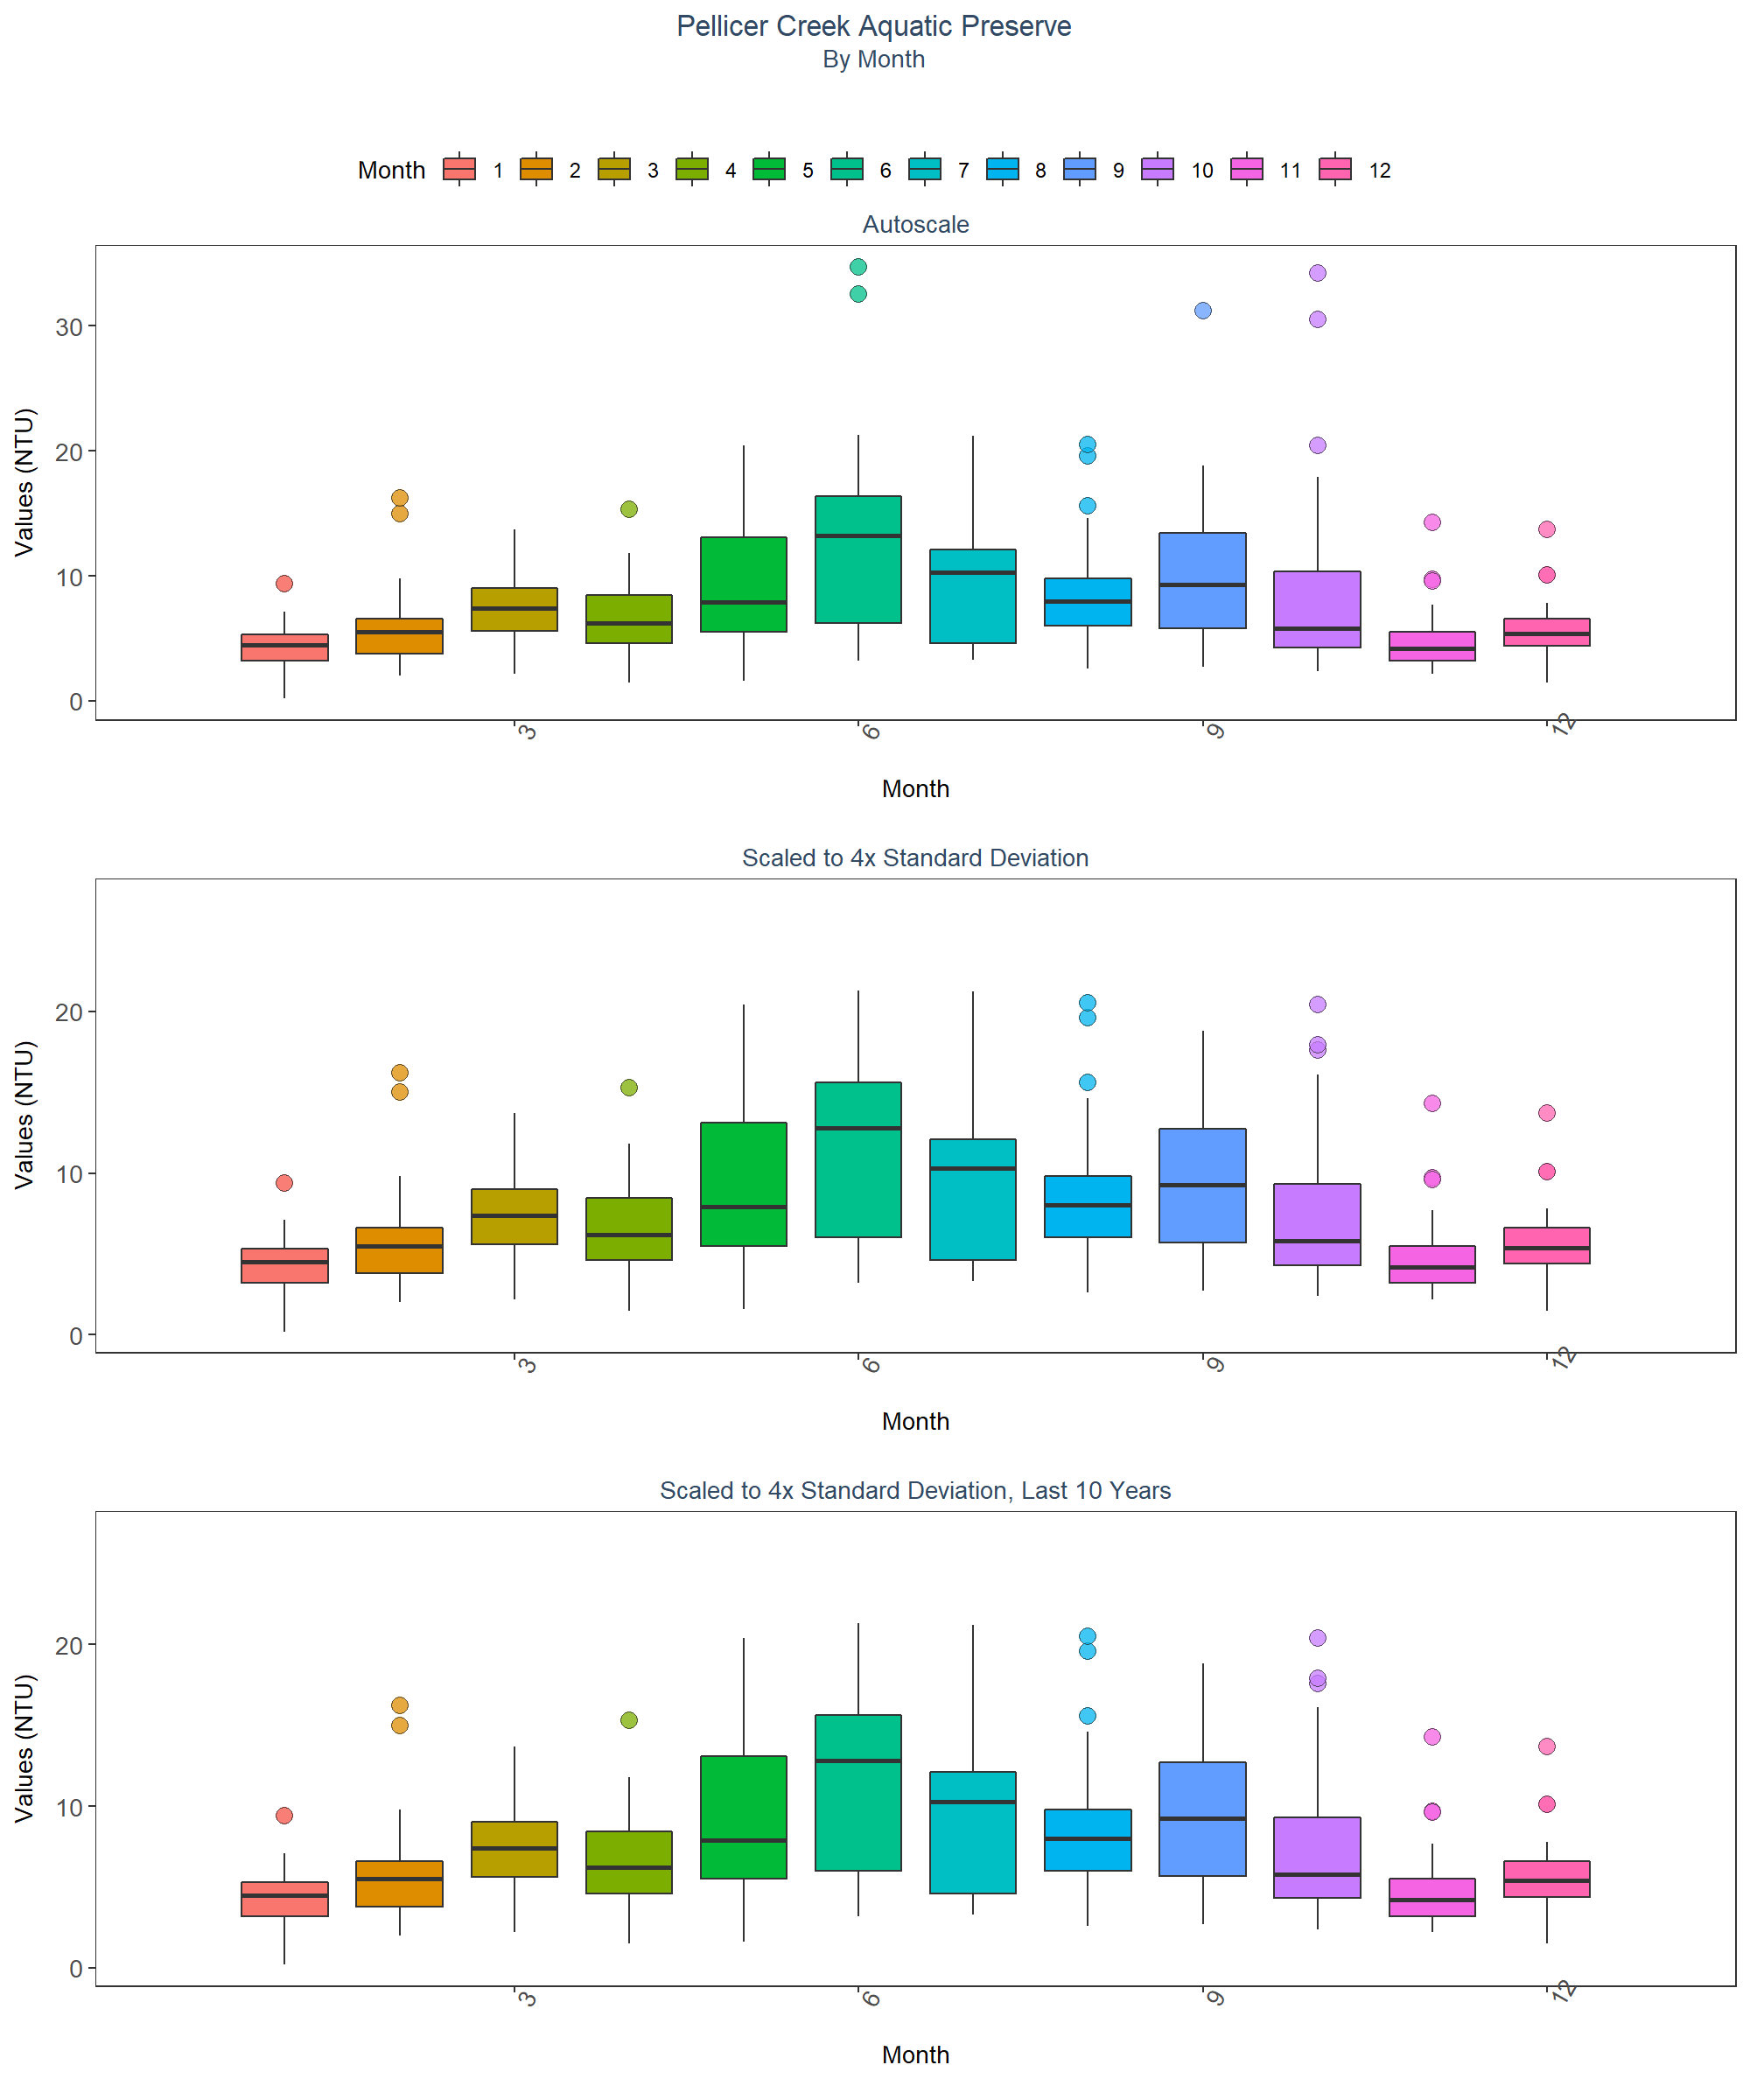 Pellicer Creek Aquatic Preserve
By Month
Month 1 2 3 4 5 6 7 8 9 10 11 12
Autoscale
Values (NTU)
30
20
10
0
3 6 9 12
Month
Scaled to 4x Standard Deviation
Values (NTU)
20
10
0
3 6 9 12
Month
Scaled to 4x Standard Deviation, Last 10 Years
Values (NTU)
20
10
0
3 6 9 12
Month